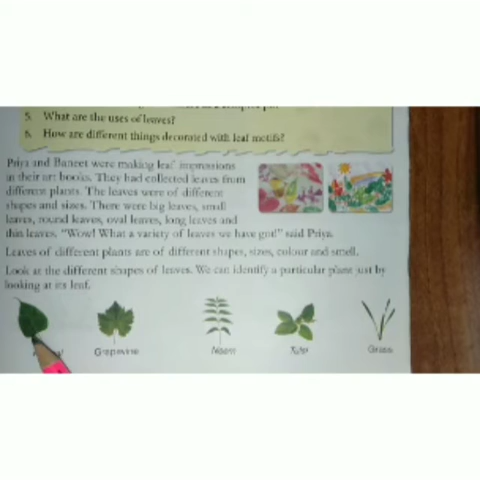 5. What are the uses of leaves?
6. How are different things decorated with leaf motifs?
Priya and Baneet were making leaf impressions
in their art books. They had collected leaves from
different plants. The leaves were of different
shapes and sizes. There were big leaves, small
leaves, round leaves, oval leaves, long leaves and
thin leaves. “Wow! What a variety of leaves we have got!” said Priya.
Leaves of different plants are of different shapes, sizes, colour and smell.
Look at the different shapes of leaves. We can identify a particular plant just by
looking at its leaf.
Grapevine Neem Tulsi Grass